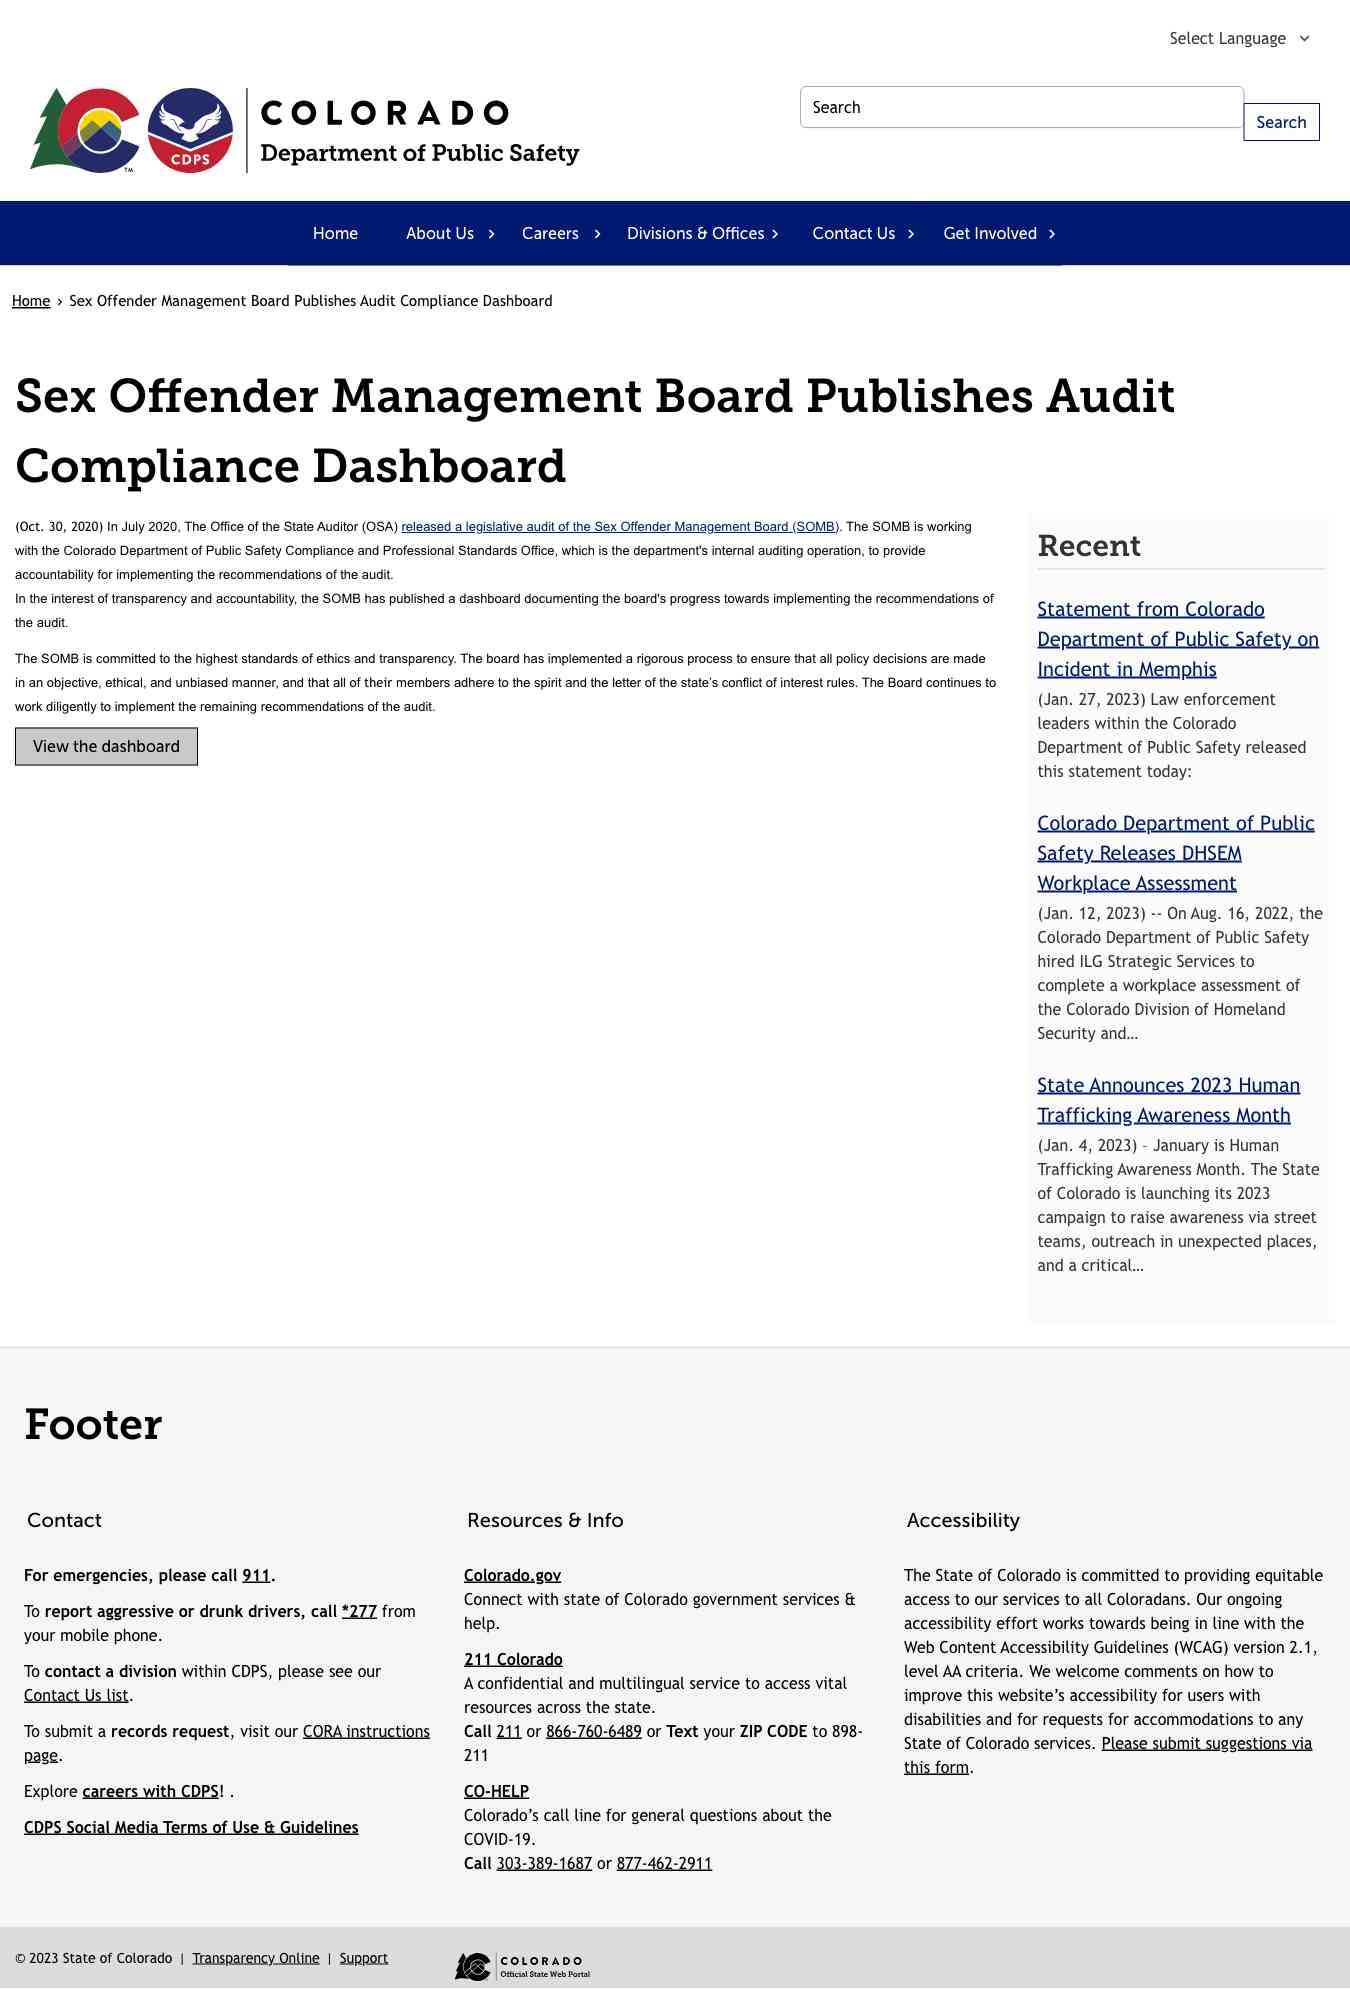 Select Language
CDPS
TM
COLORADO
Department of Public Safety
Search
Search
Home
About Us
Careers
Divisions & Offices
Contact Us
Get Involved
Home › Sex Offender Management Board Publishes Audit Compliance Dashboard
Sex Offender Management Board Publishes Audit
Compliance Dashboard
(Oct. 30, 2020) In July 2020, The Office of the State Auditor (OSA) released a legislative audit of the Sex Offender Management Board (SOMB). The SOMB is working
with the Colorado Department of Public Safety Compliance and Professional Standards Office, which is the department's internal auditing operation, to provide
accountability for implementing the recommendations of the audit.
In the interest of transparency and accountability, the SOMB has published a dashboard documenting the board's progress towards implementing the recommendations of
the audit.
The SOMB is committed to the highest standards of ethics and transparency. The board has implemented a rigorous process to ensure that all policy decisions are made
in an objective, ethical, and unbiased manner, and that all of their members adhere to the spirit and the letter of the state's conflict of interest rules. The Board continues to
work diligently to implement the remaining recommendations of the audit.
View the dashboard
Recent
Statement from Colorado
Department of Public Safety on
Incident in Memphis
(Jan. 27, 2023) Law enforcement
leaders within the Colorado
Department of Public Safety released
this statement today:
Colorado Department of Public
Safety Releases DHSEM
Workplace Assessment
(Jan. 12, 2023) -- On Aug. 16, 2022, the
Colorado Department of Public Safety
hired ILG Strategic Services to
complete a workplace assessment of
the Colorado Division of Homeland
Security and…
State Announces 2023 Human
Trafficking Awareness Month
(Jan. 4, 2023) – January is Human
Trafficking Awareness Month. The State
of Colorado is launching its 2023
campaign to raise awareness via street
teams, outreach in unexpected places,
and a critical…
Footer
Contact
For emergencies, please call 911.
To report aggressive or drunk drivers, call *277 from
your mobile phone.
To contact a division within CDPS, please see our
Contact Us list.
To submit a records request, visit our CORA instructions
page.
Explore careers with CDPS! .
CDPS Social Media Terms of Use & Guidelines
Resources & Info
Colorado.gov
Connect with state of Colorado government services &
help.
211 Colorado
A confidential and multilingual service to access vital
resources across the state.
Call 211 or 866-760-6489 or Text your ZIP CODE to 898-
211
CO-HELP
Colorado's call line for general questions about the
COVID-19.
Call 303-389-1687 or 877-462-2911
Accessibility
The State of Colorado is committed to providing equitable
access to our services to all Coloradans. Our ongoing
accessibility effort works towards being in line with the
Web Content Accessibility Guidelines (WCAG) version 2.1,
level AA criteria. We welcome comments on how to
improve this website's accessibility for users with
disabilities and for requests for accommodations to any
State of Colorado services. Please submit suggestions via
this form.
© 2023 State of Colorado | Transparency Online | Support
COLORADO
Official State Web Portal